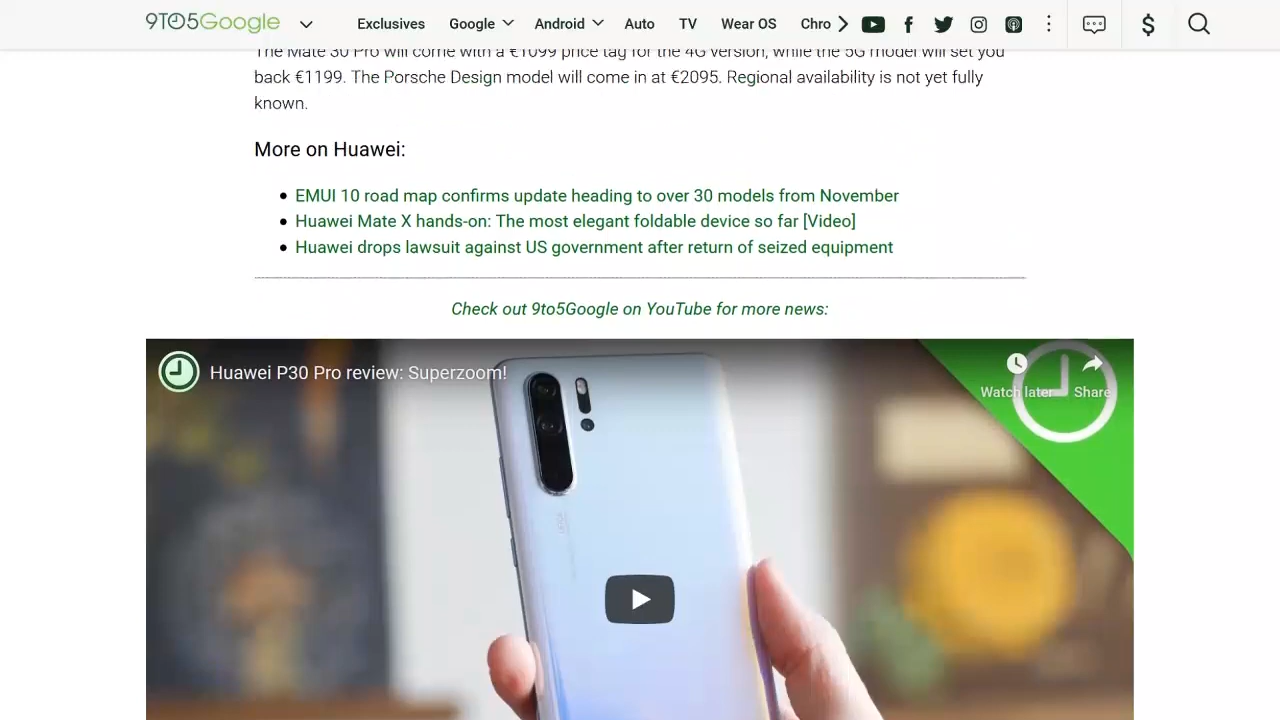 9TO5Google
Exclusives Google Android Auto TV Wear OS Chro
The Mate 30 Pro will come with a €1099 price tag for the 4G version, while the 5G model will set you
back €1199. The Porsche Design model will come in at €2095. Regional availability is not yet fully
known.
More on Huawei:
EMUI 10 road map confirms update heading to over 30 models from November
Huawei Mate X hands-on: The most elegant foldable device so far [Video]
Huawei drops lawsuit against US government after return of seized equipment
Check out 9to5Google on YouTube for more news:
Huawei P30 Pro review: Superzoom!
Watch later Share